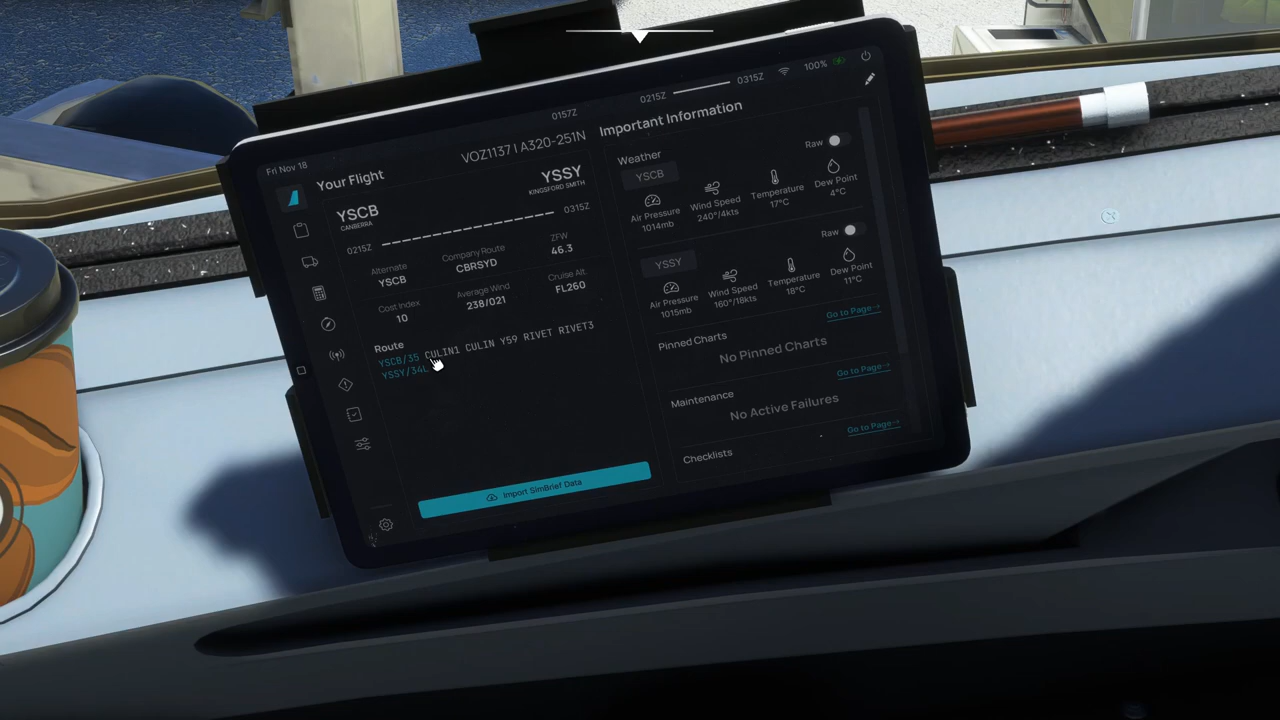 Fri Nov 18
0157Z
100%
Your Flight
VOZ1137 | A320-251N
YSCB
CANBERRA
YSSY
KINGSFORD SMITH
0215Z
0315Z
Alternate
YSCB
Company Route
CBRSYD
ZFW
46.3
Cost Index
10
Average Wind
238/021
Cruise Alt.
FL260
Route
YSCB/35 CULIN1 CULIN Y59 RIVET RIVET3
YSSY/34L
Import SimBrief Data
0215Z
0315Z
Important Information
Weather
Raw
YSCB
Air Pressure
1014mb
Wind Speed
240°/4kts
Temperature
17°C
Dew Point
4°C
Raw
YSSY
Air Pressure
1015mb
Wind Speed
160°/18kts
Temperature
18°C
Dew Point
11°C
Pinned Charts
Go to Page
No Pinned Charts
Maintenance
Go to Page
No Active Failures
Checklists
Go to Page